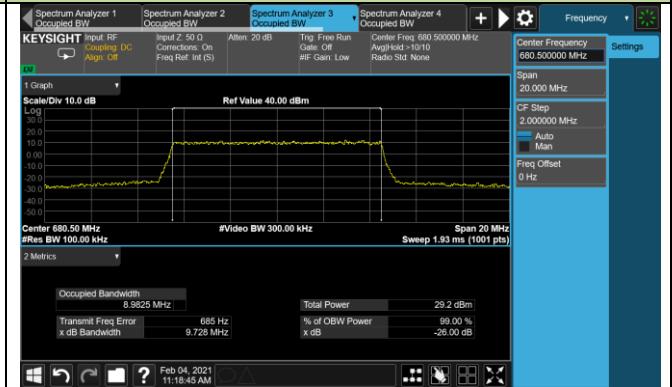 Spectrum Analyzer 1
Occupied BW
Spectrum Analyzer 2
Occupied BW
Spectrum Analyzer 3
Occupied BW
Spectrum Analyzer 4
Occupied BW
Frequency
KEYSIGHT
Input: RF
Coupling: DC
Align: Off
Input Z: 50 Ω
Corrections: On
Freq Ref: Int (S)
Atten: 20 dB
Trig: Free Run
Gate: Off
#IF Gain: Low
Center Freq: 680.500000 MHz
Avg|Hold:>10/10
Radio Std: None
Center Frequency
680.500000 MHz
Settings
Span
20.000 MHz
CF Step
2.000000 MHz
Auto
Man
Freq Offset
0 Hz
1 Graph
Scale/Div 10.0 dB
Ref Value 40.00 dBm
Log
30.0
20.0
10.0
0.00
-10.0
-20.0
-30.0
-40.0
-50.0
Center 680.50 MHz
#Video BW 300.00 kHz
Span 20 MHz
#Res BW 100.00 kHz
Sweep 1.93 ms (1001 pts)
2 Metrics
Occupied Bandwidth
8.9825 MHz
Total Power 29.2 dBm
Transmit Freq Error 685 Hz
% of OBW Power 99.00 %
x dB Bandwidth 9.728 MHz
x dB -26.00 dB
Feb 04, 2021
11:18:45 AM